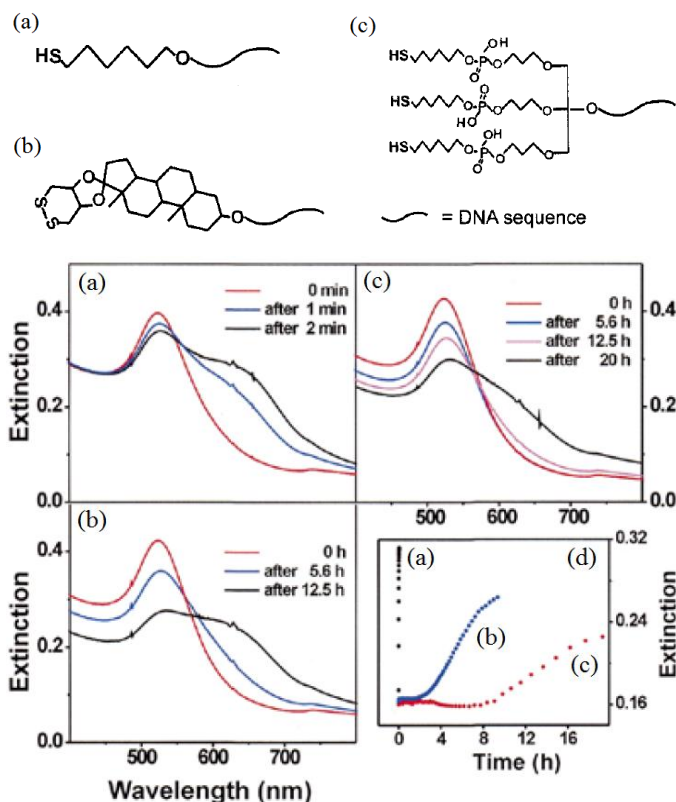 (a)
HS
O
(b)
S
S
O
O
O
(c)
HS
O
P
OH
O
O
O
HS
O
P
O
HO
O
O
O
HS
O
P
OH
O
O
O
= DNA sequence
(a)
0 min
after 1 min
after 2 min
0.4
0.2
0.0
Extinction
(c)
0 h
after 5.6 h
after 12.5 h
after 20 h
0.4
0.2
0.0
Extinction
500 600 700
(b)
0 h
after 5.6 h
after 12.5 h
0.4
0.2
0.0
Extinction
500 600 700
Wavelength (nm)
(a)
(d)
(b)
(c)
0.32
0.24
0.16
Extinction
0 4 8 12 16
Time (h)